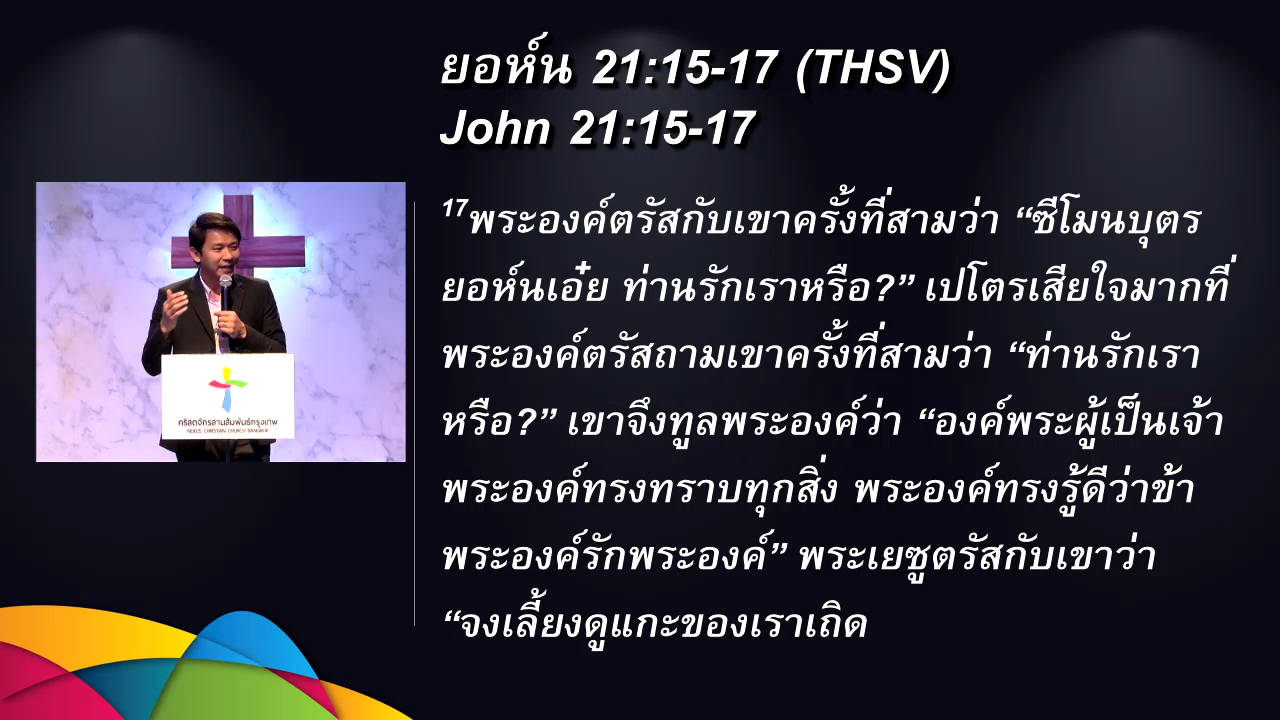 ยอห์น 21:15-17 (THSV)
John 21:15-17
17พระองค์ตรัสกับเขาครั้งที่สามว่า “ซีโมนบุตร
ยอห์นเอ๋ย ท่านรักเราหรือ?” เปโตรเสียใจมากที่
พระองค์ตรัสถามเขาครั้งที่สามว่า “ท่านรักเรา
หรือ?” เขาจึงทูลพระองค์ว่า “องค์พระผู้เป็นเจ้า
พระองค์ทรงทราบทุกสิ่ง พระองค์ทรงรู้ดีว่าข้า
พระองค์รักพระองค์” พระเยซูตรัสกับเขาว่า
“จงเลี้ยงดูแกะของเราเถิด
คริสตจักรสานสัมพันธ์กรุงเทพ
NEXUS CHRISTIAN CHURCH BANGKOK